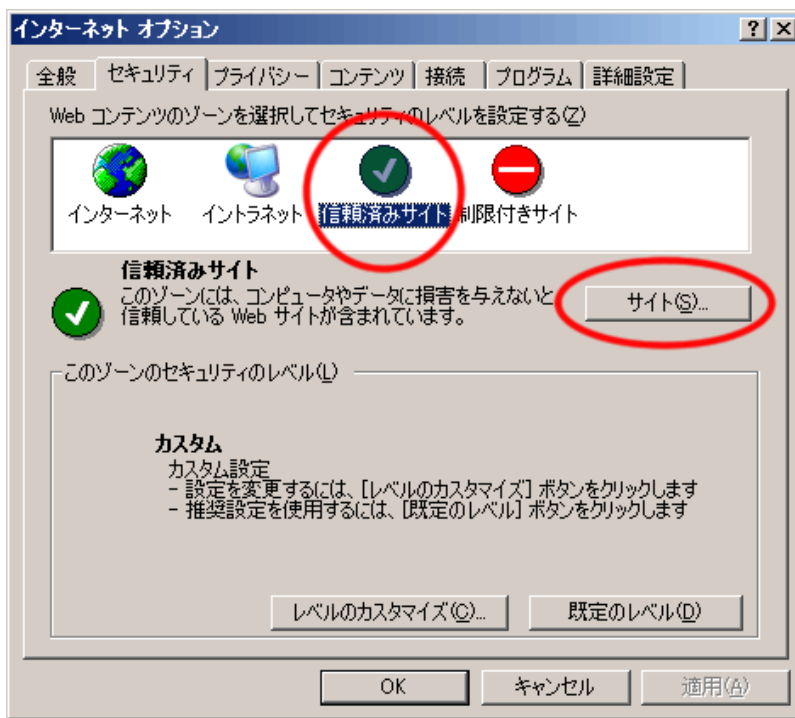 インターネット オプション
全般 セキュリティ プライバシー コンテンツ 接続 プログラム 詳細設定
Web コンテンツのゾーンを選択してセキュリティのレベルを設定する(Z)
インターネット イントラネット 信頼済みサイト 制限付きサイト
信頼済みサイト
このゾーンには、コンピュータやデータに損害を与えないと
信頼している Web サイトが含まれています。
サイト(S)...
このゾーンのセキュリティのレベル(L)
カスタム
カスタム設定
- 設定を変更するには、[レベルのカスタマイズ] ボタンをクリックします
- 推奨設定を使用するには、[既定のレベル] ボタンをクリックします
レベルのカスタマイズ(C)... 既定のレベル(D)
OK キャンセル 適用(A)